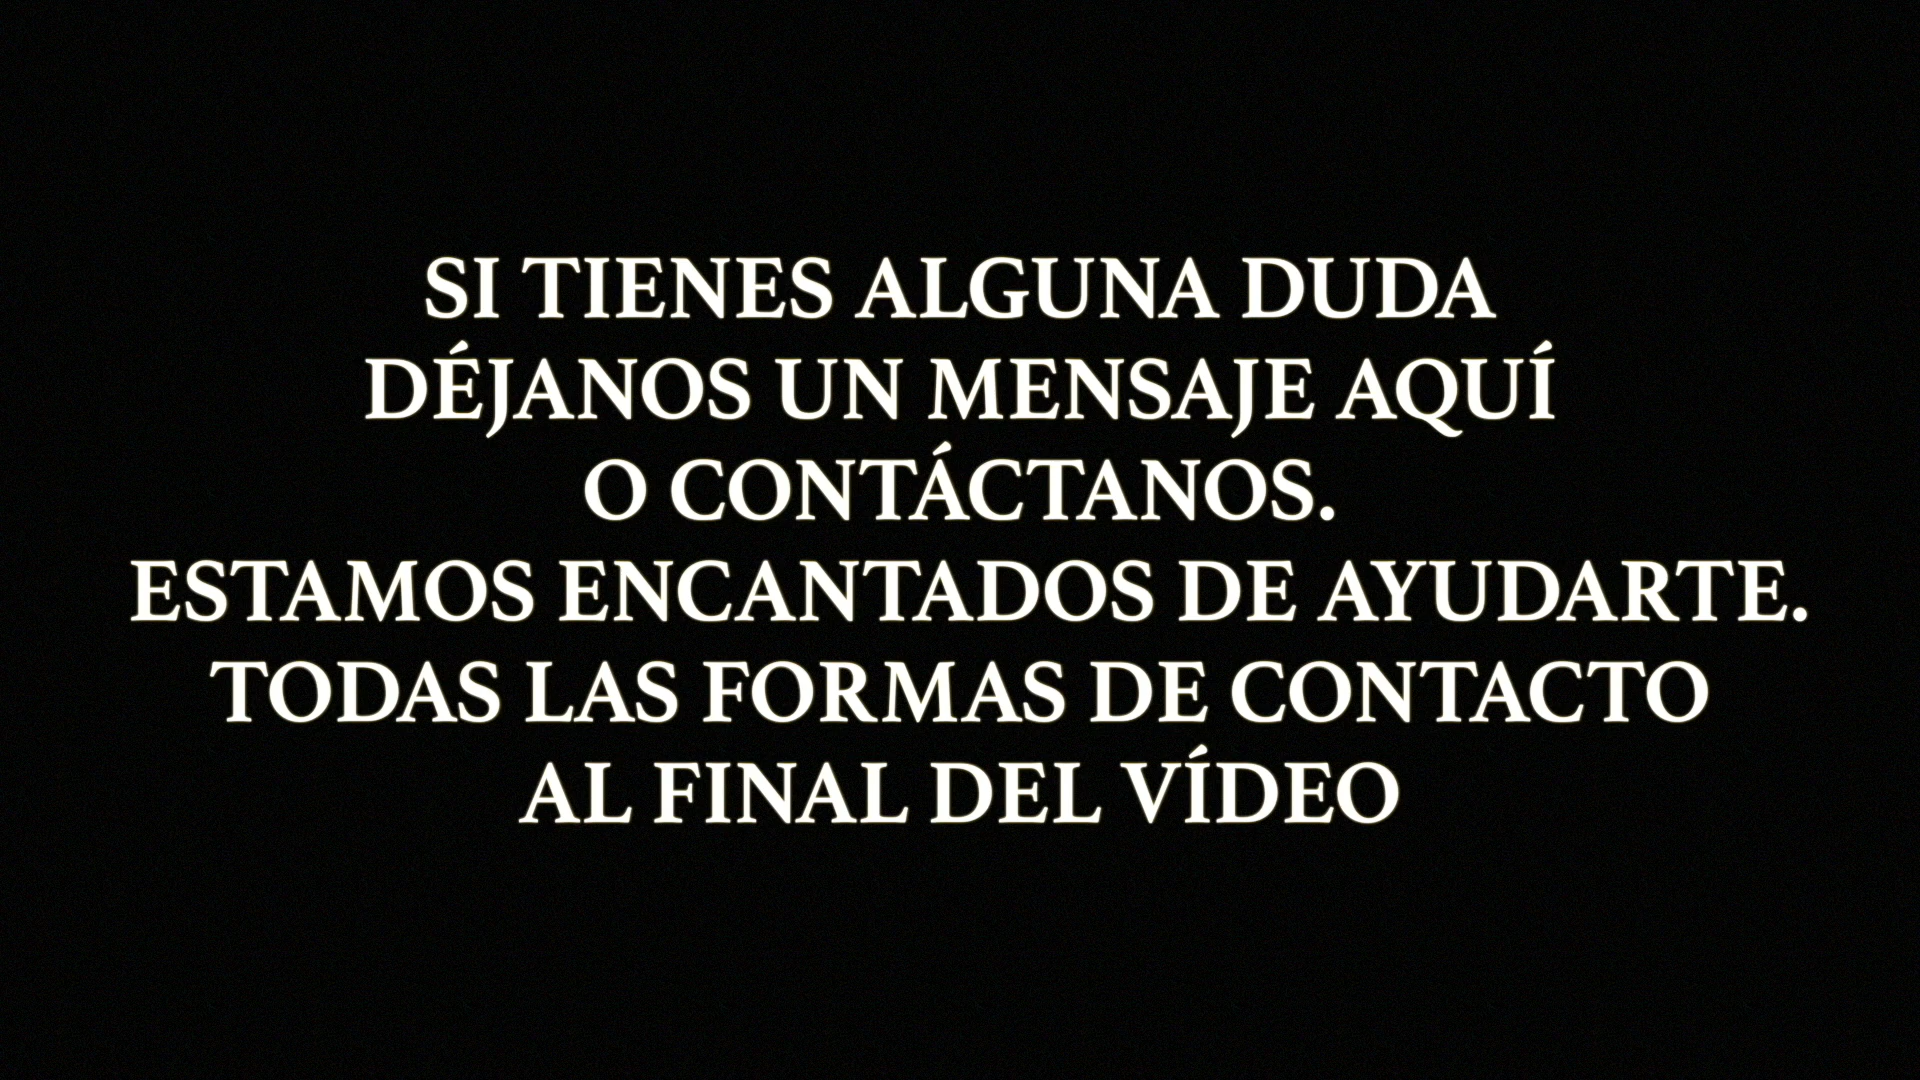 SI TIENES ALGUNA DUDA
DÉJANOS UN MENSAJE AQUÍ
O CONTÁCTANOS.
ESTAMOS ENCANTADOS DE AYUDARTE.
TODAS LAS FORMAS DE CONTACTO
AL FINAL DEL VÍDEO